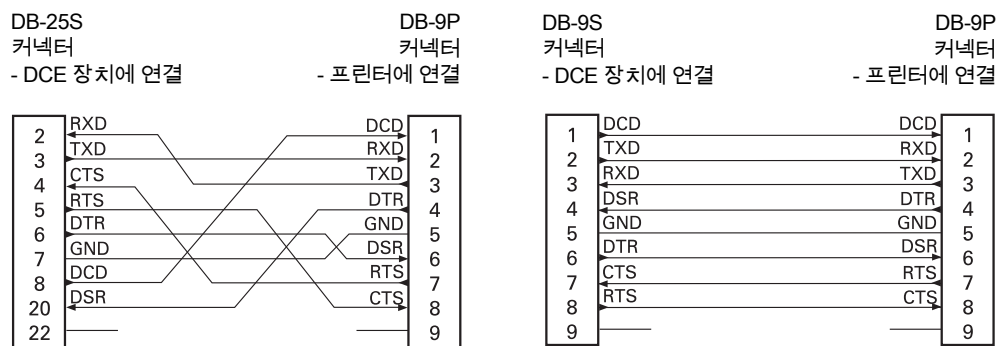 DB-25S
커넥터
- DCE 장치에 연결
DB-9P
커넥터
- 프린터에 연결
2 RXD DCD 1
3 TXD RXD 2
4 CTS TXD 3
5 RTS DTR 4
6 DTR GND 5
7 GND DSR 6
8 DCD RTS 7
20 DSR CTS 8
22 9
DB-9S
커넥터
- DCE 장치에 연결
DB-9P
커넥터
- 프린터에 연결
1 DCD DCD 1
2 TXD RXD 2
3 RXD TXD 3
4 DSR DTR 4
5 GND GND 5
6 DTR DSR 6
7 CTS RTS 7
8 RTS CTS 8
9 9